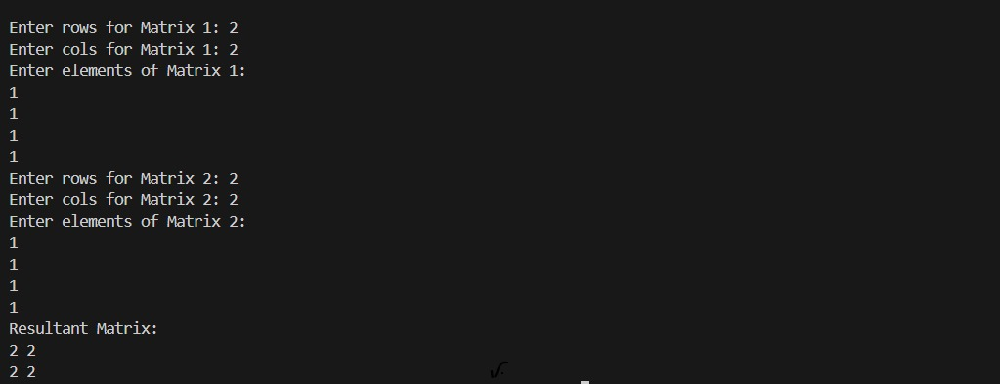 Enter rows for Matrix 1: 2
Enter cols for Matrix 1: 2
Enter elements of Matrix 1:
1
1
1
1
Enter rows for Matrix 2: 2
Enter cols for Matrix 2: 2
Enter elements of Matrix 2:
1
1
1
1
Resultant Matrix:
2 2
2 2